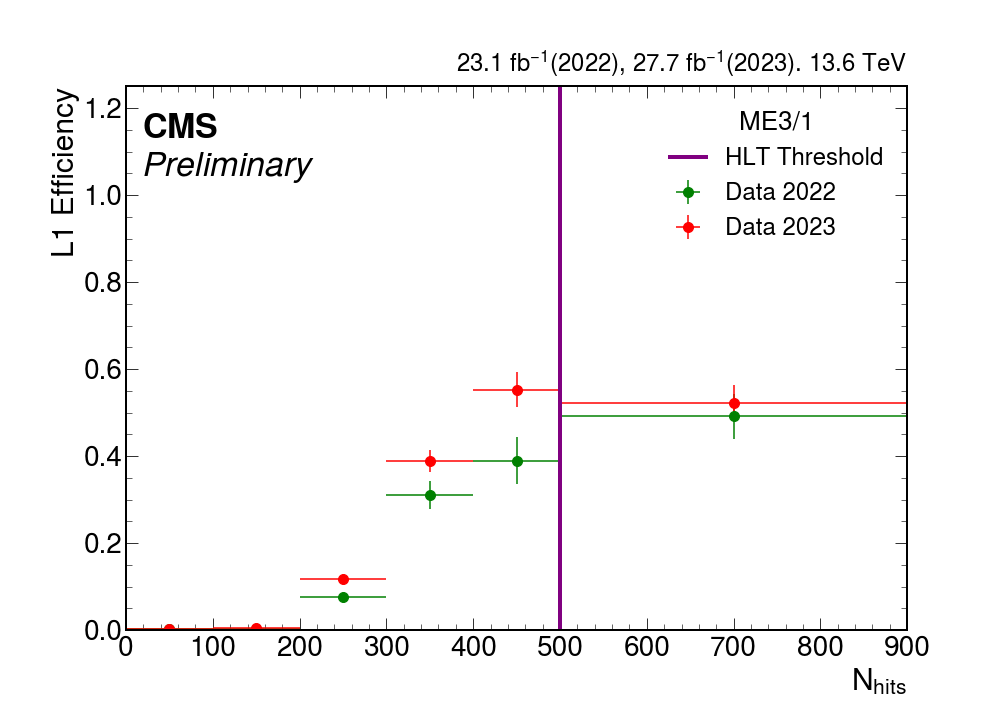 23.1 fb⁻¹(2022), 27.7 fb⁻¹(2023). 13.6 TeV
CMS
Preliminary
ME3/1
HLT Threshold
Data 2022
Data 2023
L1 Efficiency
1.2
1.0
0.8
0.6
0.4
0.2
0.0
0 100 200 300 400 500 600 700 800 900
N_hits